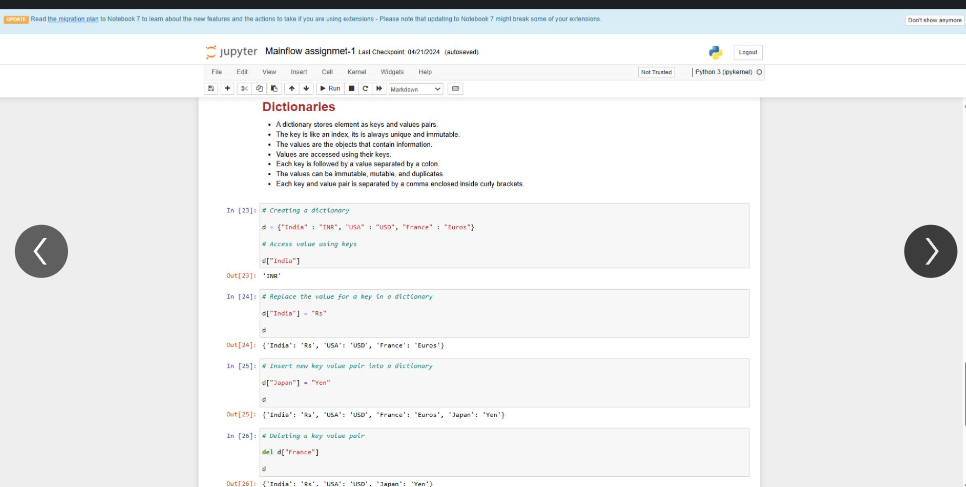 UPDATE Read the migration plan to Notebook 7 to learn about the new features and the actions to take if you are using extensions - Please note that updating to Notebook 7 might break some of your extensions.
Don't show anymore
jupyter Mainflow assignmet-1 Last Checkpoint: 04/21/2024 (autosaved)
Logout
File Edit View Insert Cell Kernel Widgets Help
Not Trusted Python 3 (ipykernel)
Run Markdown
Dictionaries
A dictionary stores element as keys and values pairs.
The key is like an index, its is always unique and immutable.
The values are the objects that contain information.
Values are accessed using their keys.
Each key is followed by a value separated by a colon.
The values can be immutable, mutable, and duplicates.
Each key and value pair is separated by a comma enclosed inside curly brackets.
In [23]: # Creating a dictionary
d = {"India" : "INR", "USA" : "USD", "France" : "Euros"}
# Access value using keys
d["India"]
Out[23]: 'INR'
In [24]: # Replace the value for a key in a dictionary
d["India"] = "Rs"
d
Out[24]: {'India': 'Rs', 'USA': 'USD', 'France': 'Euros'}
In [25]: # Insert new key value pair into a dictionary
d["Japan"] = "Yen"
d
Out[25]: {'India': 'Rs', 'USA': 'USD', 'France': 'Euros', 'Japan': 'Yen'}
In [26]: # Deleting a key value pair
del d["France"]
d
Out[26]: {'India': 'Rs', 'USA': 'USD', 'Japan': 'Yen'}